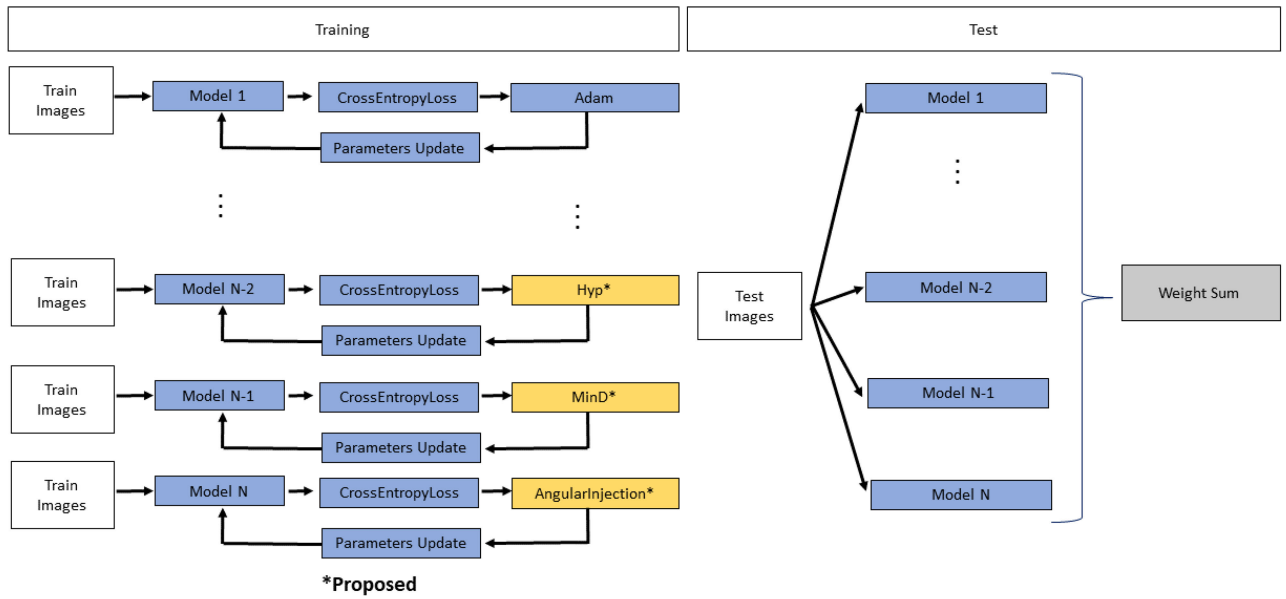 Training
Test
Train
Images
Model 1
CrossEntropyLoss
Adam
Parameters Update
⋮
⋮
Train
Images
Model N-2
CrossEntropyLoss
Hyp*
Parameters Update
Train
Images
Model N-1
CrossEntropyLoss
MinD*
Parameters Update
Train
Images
Model N
CrossEntropyLoss
AngularInjection*
Parameters Update
*Proposed
Test
Images
Model 1
⋮
Model N-2
Model N-1
Model N
Weight Sum